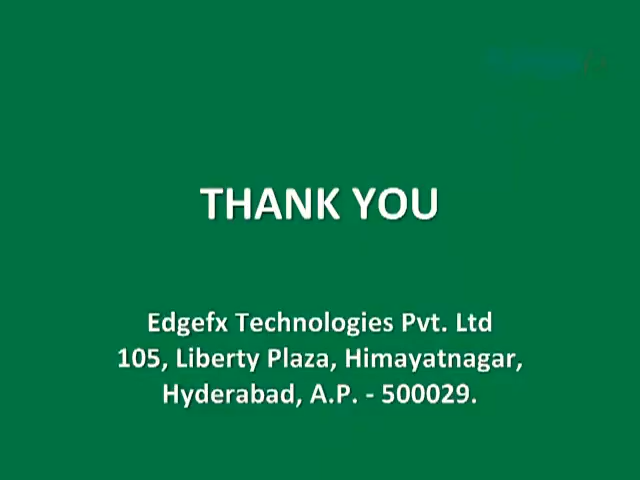 THANK YOU
Edgefx Technologies Pvt. Ltd
105, Liberty Plaza, Himayatnagar,
Hyderabad, A.P. - 500029.